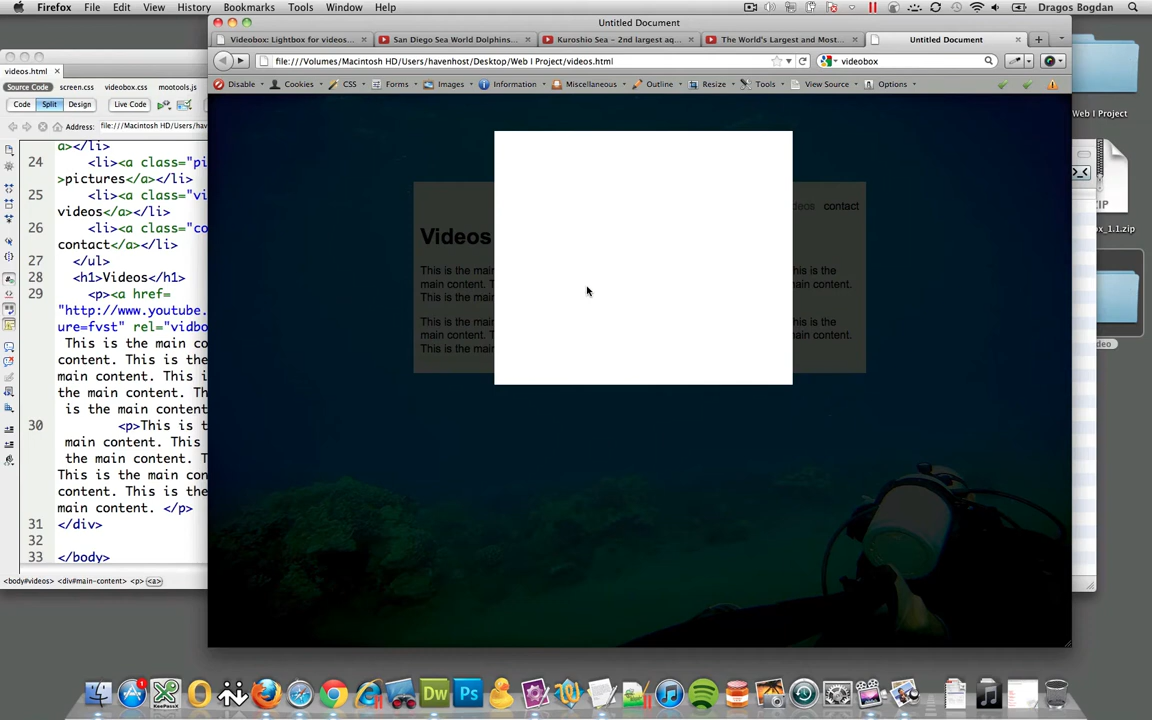 Firefox File Edit View History Bookmarks Tools Window Help Dragos Bogdan
Untitled Document
Videobox: Lightbox for videos... San Diego Sea World Dolphins... Kuroshio Sea - 2nd largest aq... The World's Largest and Most... Untitled Document
file:///Volumes/Macintosh HD/Users/havenhost/Desktop/Web I Project/videos.html videobox
Disable Cookies CSS Forms Images Information Miscellaneous Outline Resize Tools View Source Options
videos.html
Source Code screen.css videobox.css mootools.js
Code Split Design Live Code
Address: file:///Macintosh HD/Users/hav
a></li>
24 <li><a class="pi
>pictures</a></li>
25 <li><a class="vi
videos</a></li>
26 <li><a class="co
contact</a></li>
27 </ul>
28 <h1>Videos</h1>
29 <p><a href=
"http://www.youtube.
ure=fvst" rel="vidbo
This is the main co
content. This is the
main content. This i
the main content. Th
is the main content
30 <p>This is t
main content. This
the main content.
This is the main
content. This is the
main content. </p>
31 </div>
32
33 </body>
<body#videos> <div#main-content> <p> <a>
deos contact
Videos
This is the main his is the
main content. T content.
This is the main
This is the main his is the
main content. T content.
This is the main
Web I Project
ZIP
x_1.1.zip
deo
Dw Ps
KeePassX
1